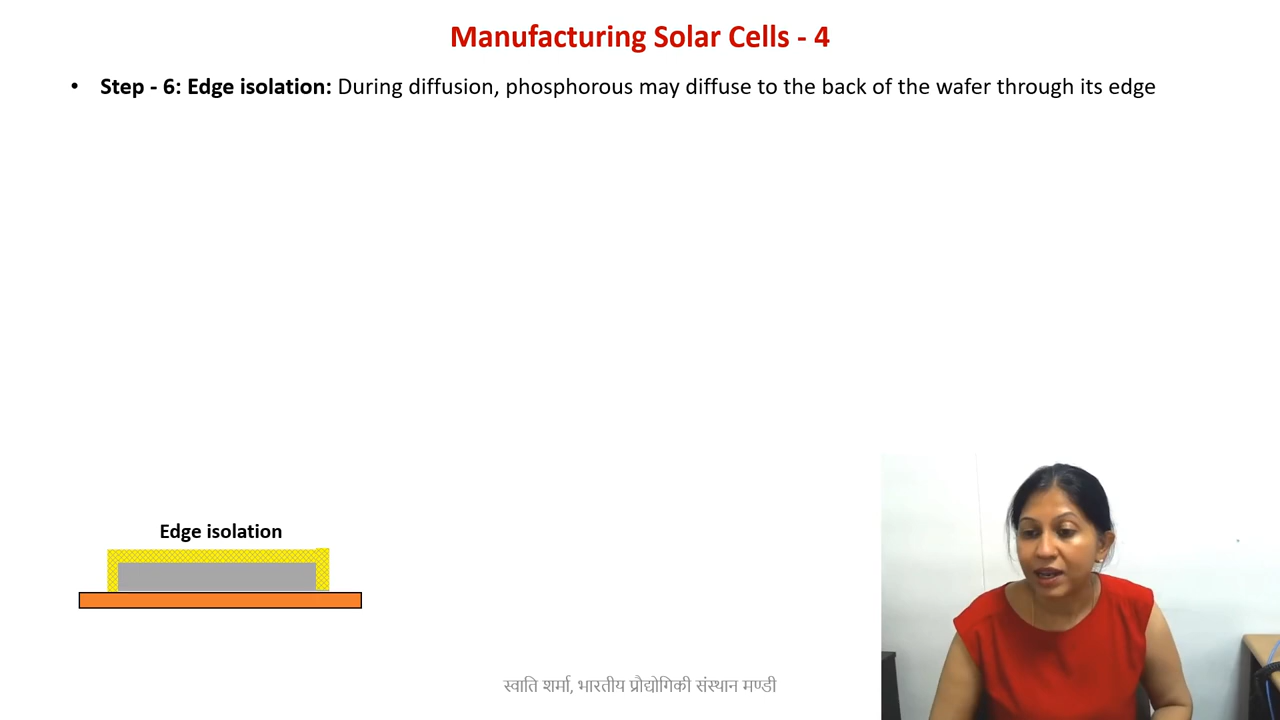 Manufacturing Solar Cells - 4
• Step - 6: Edge isolation: During diffusion, phosphorous may diffuse to the back of the wafer through its edge
Edge isolation
स्वाति शर्मा, भारतीय प्रौद्योगिकी संस्थान मण्डी